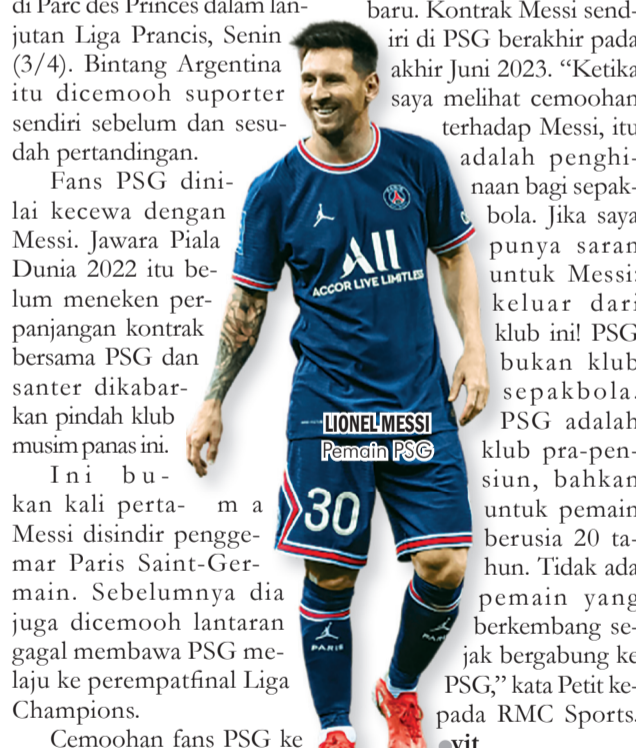 di Parc des Princes dalam lan-
jutan Liga Prancis, Senin
(3/4). Bintang Argentina
itu dicemooh suporter
sendiri sebelum dan sesu-
dah pertandingan.
Fans PSG dini-
lai kecewa dengan
Messi. Jawara Piala
Dunia 2022 itu be-
lum meneken per-
panjangan kontrak
bersama PSG dan
santer dikabar-
kan pindah klub
musim panas ini.
Ini bu-
kan kali perta- m a
Messi disindir pengge-
mar Paris Saint-Ger-
main. Sebelumnya dia
juga dicemooh lantaran
gagal membawa PSG me-
laju ke perempatfinal Liga
Champions.
Cemoohan fans PSG ke
PARIS
ALL
ACCOR LIVE LIMITLESS
LIONEL MESSI
Pemain PSG
30
PARIS
PARIS
baru. Kontrak Messi send-
iri di PSG berakhir pada
akhir Juni 2023. “Ketika
saya melihat cemoohan
terhadap Messi, itu
adalah penghi-
naan bagi sepak-
bola. Jika saya
punya saran
untuk Messi:
keluar dari
klub ini! PSG
bukan klub
sepakbola.
PSG adalah
klub pra-pen-
siun, bahkan
untuk pemain
berusia 20 ta-
hun. Tidak ada
pemain yang
berkembang se-
jak bergabung ke
PSG,” kata Petit ke-
pada RMC Sports.
●vit